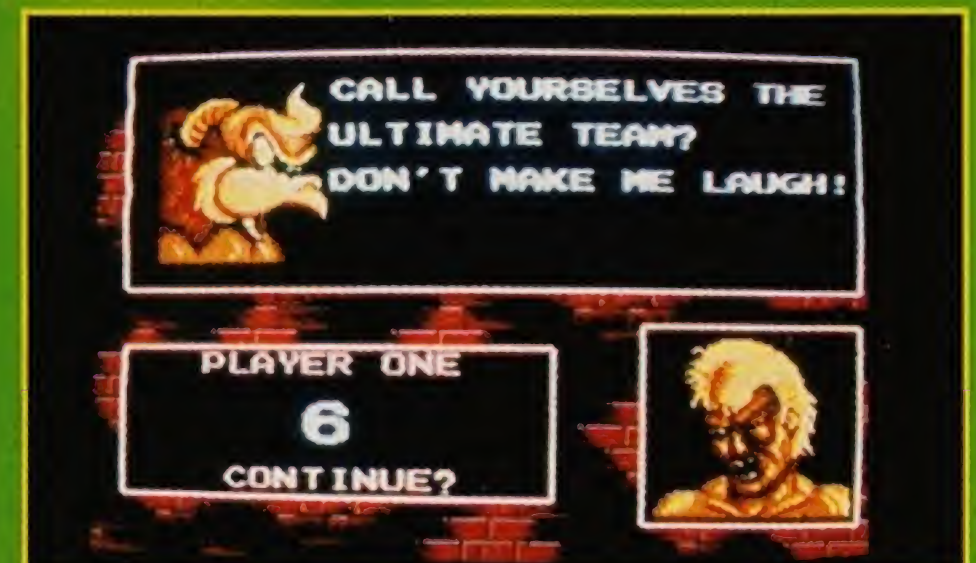 CALL YOURSELVES THE
ULTIMATE TEAM?
DON'T MAKE ME LAUGH!
PLAYER ONE
6
CONTINUE?